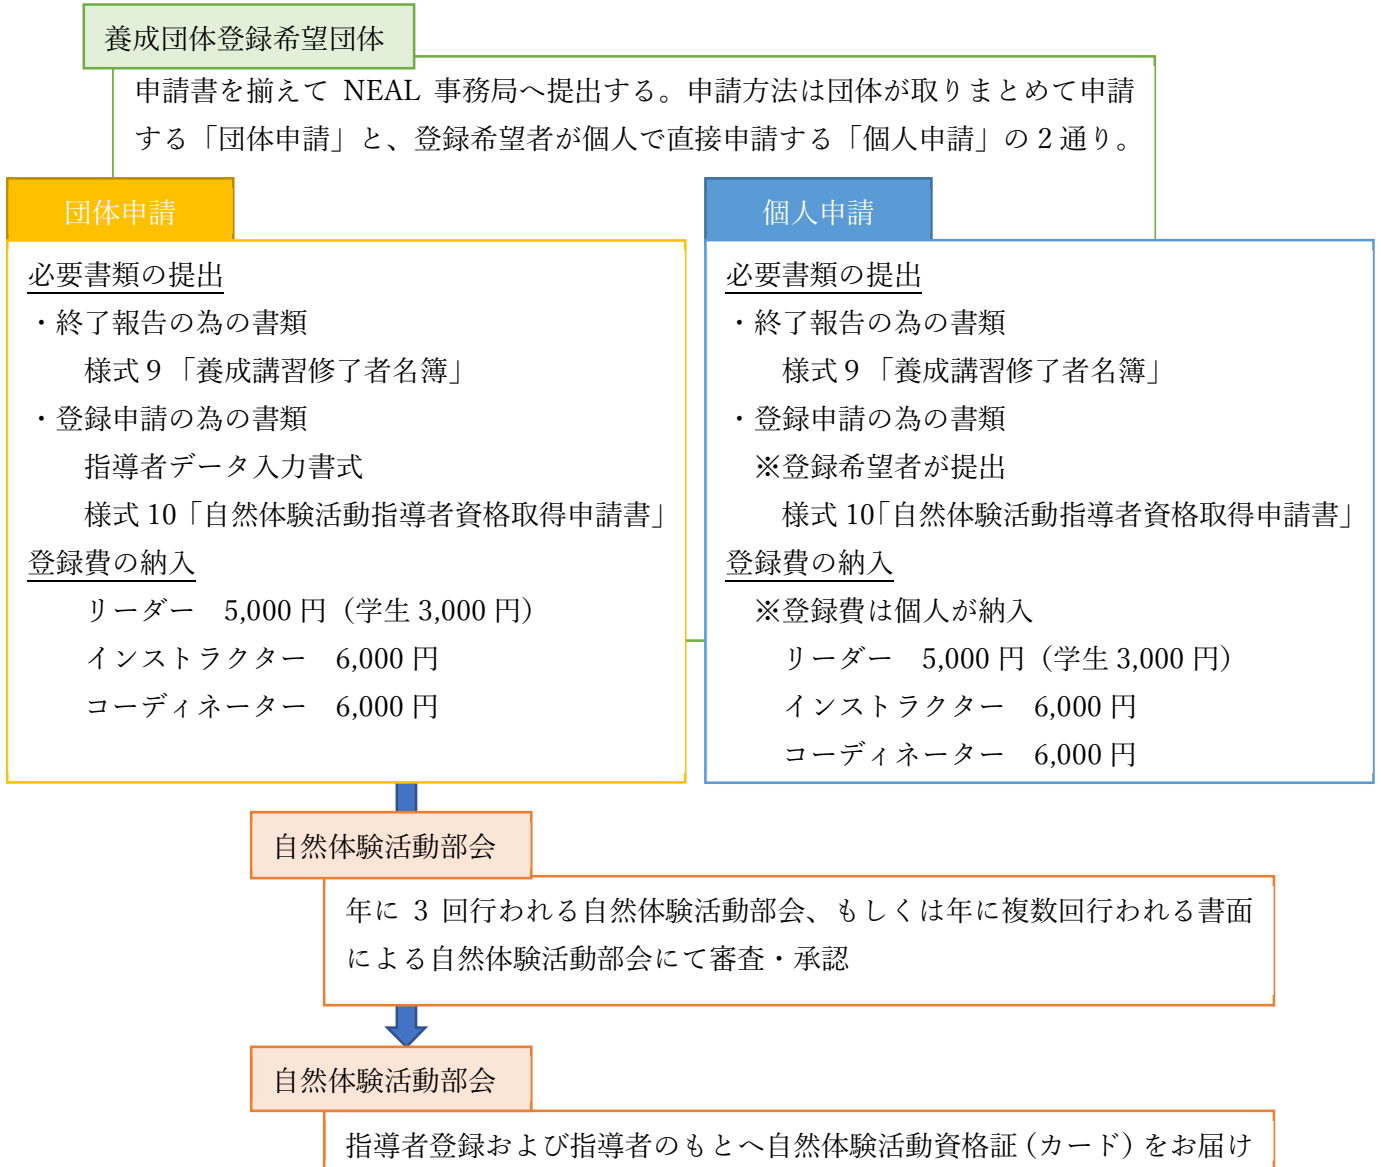 養成団体登録希望団体
申請書を揃えて NEAL 事務局へ提出する。申請方法は団体が取りまとめて申請
する「団体申請」と、登録希望者が個人で直接申請する「個人申請」の 2 通り。
団体申請
必要書類の提出
・終了報告の為の書類
様式 9 「養成講習修了者名簿」
・登録申請の為の書類
指導者データ入力書式
様式 10「自然体験活動指導者資格取得申請書」
登録費の納入
リーダー　5,000 円（学生 3,000 円）
インストラクター　6,000 円
コーディネーター　6,000 円
個人申請
必要書類の提出
・終了報告の為の書類
様式 9 「養成講習修了者名簿」
・登録申請の為の書類
※登録希望者が提出
様式 10「自然体験活動指導者資格取得申請書」
登録費の納入
※登録費は個人が納入
リーダー　5,000 円（学生 3,000 円）
インストラクター　6,000 円
コーディネーター　6,000 円
自然体験活動部会
年に 3 回行われる自然体験活動部会、もしくは年に複数回行われる書面
による自然体験活動部会にて審査・承認
自然体験活動部会
指導者登録および指導者のもとへ自然体験活動資格証（カード）をお届け